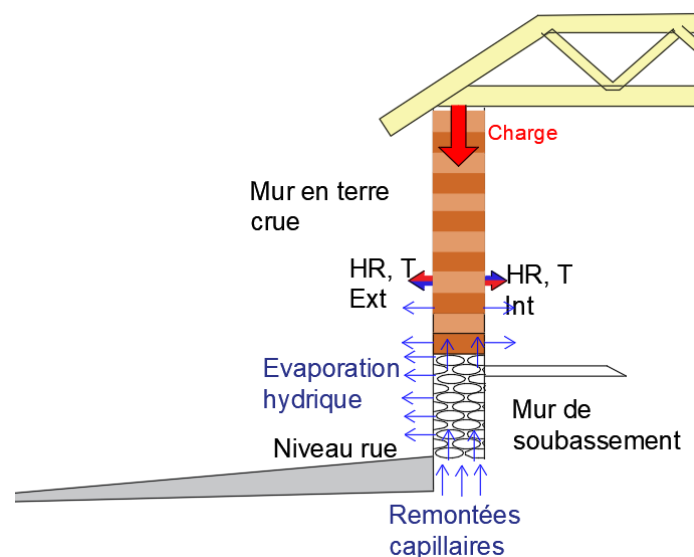 Charge
Mur en terre
crue
HR, T
Ext
HR, T
Int
Evaporation
hydrique
Mur de
soubassement
Niveau rue
Remontées
capillaires